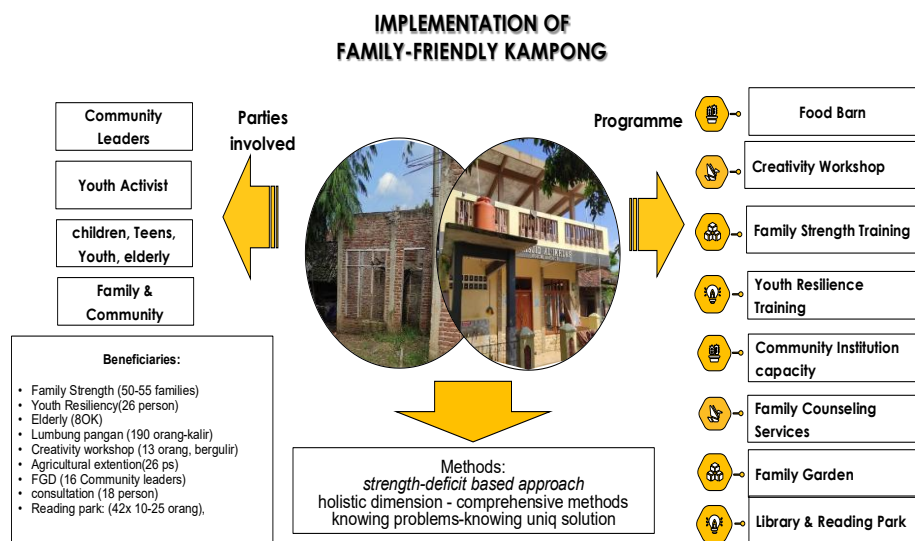 IMPLEMENTATION OF
FAMILY-FRIENDLY KAMPONG
Community
Leaders
Youth Activist
children, Teens,
Youth, elderly
Family &
Community
Parties
involved
Beneficiaries:
• Family Strength (50-55 families)
• Youth Resiliency(26 person)
• Elderly (8OK)
• Lumbung pangan (190 orang-kalir)
• Creativity workshop (13 orang, bergulir)
• Agricultural extention(26 ps)
• FGD (16 Community leaders)
• consultation (18 person)
• Reading park: (42x 10-25 orang),
Methods:
strength-deficit based approach
holistic dimension - comprehensive methods
knowing problems-knowing uniq solution
Programme
Food Barn
Creativity Workshop
Family Strength Training
Youth Resilience
Training
Community Institution
capacity
Family Counseling
Services
Family Garden
Library & Reading Park